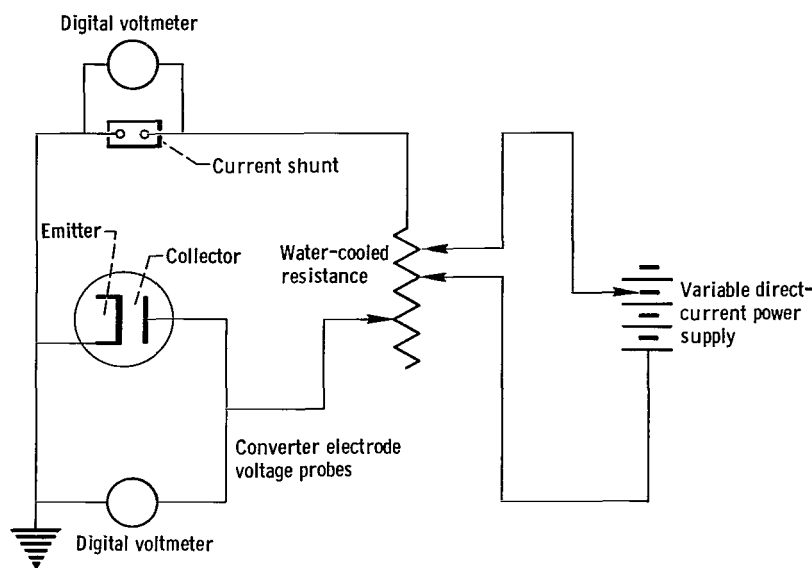 Digital voltmeter
Current shunt
Emitter
Collector
Water-cooled
resistance
Variable direct-
current power
supply
Converter electrode
voltage probes
Digital voltmeter